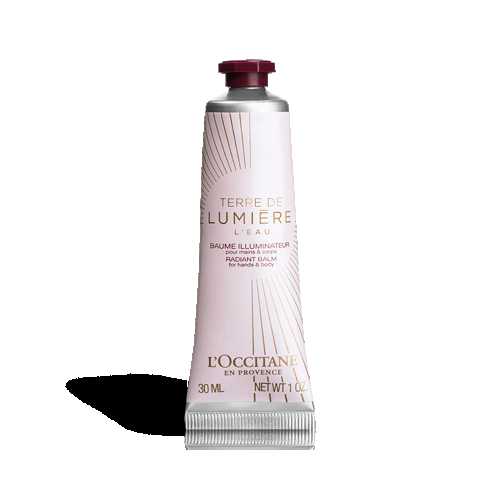 TERRE DE
LUMIÈRE
L'EAU
BAUME ILLUMINATEUR
pour mains & corps
RADIANT BALM
for hands & body
L'OCCITANE
EN PROVENCE
30 ML NET WT 1 OZ.